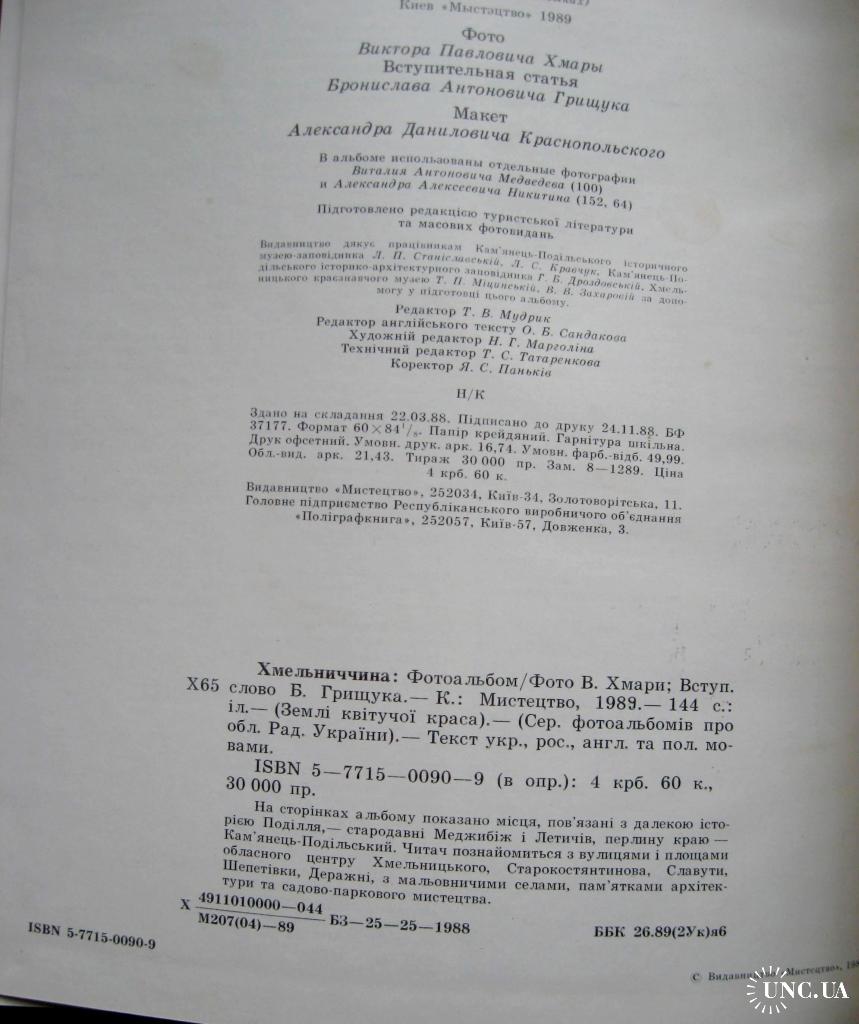 Киев «Мыстэцтво» 1989
Фото
Виктора Павловича Хмары
Вступительная статья
Бронислава Антоновича Грищука
Макет
Александра Даниловича Краснопольского
В альбоме использованы отдельные фотографии
Виталия Антоновича Медведева (100)
и Александра Алексеевича Никитина (152, 64)
Підготовлено редакцією туристської літератури
та масових фотовидань
Видавництво дякує працівникам Кам'янець-Подільського історичного
музею-заповідника Л. П. Станіславській, Л. С. Кравчук, Кам'янець-По-
дільського історико-архітектурного заповідника Г. Б. Дроздовській, Хмель-
ницького краєзнавчого музею Т. П. Міцинській, В. В. Захаровій за допо-
могу у підготовці цього альбому.
Редактор Т. В. Мудрик
Редактор англійського тексту О. Б. Сандакова
Художній редактор Н. Г. Марголіна
Технічний редактор Т. С. Татаренкова
Коректор Я. С. Паньків
Н/К
Здано на складання 22.03.88. Підписано до друку 24.11.88. БФ
37177. Формат 60×84¹/₈. Папір крейдяний. Гарнітура шкільна.
Друк офсетний. Умовн. друк. арк. 16,74. Умовн. фарб.-відб. 49,99.
Обл.-вид. арк. 21,43. Тираж 30 000 пр. Зам. 8—1289. Ціна
4 крб. 60 к.
Видавництво «Мистецтво», 252034, Київ-34, Золотоворітська, 11.
Головне підприємство Республіканського виробничого об'єднання
«Поліграфкнига», 252057, Київ-57, Довженка, 3.
Хмельниччина: Фотоальбом/Фото В. Хмари; Вступ.
Х65 слово Б. Грищука.— К.: Мистецтво, 1989.— 144 с.:
іл.— (Землі квітучої краса).— (Сер. фотоальбомів про
обл. Рад. України).— Текст укр., рос., англ. та пол. мо-
вами.
ISBN 5—7715—0090—9 (в опр.): 4 крб. 60 к.,
30 000 пр.
На сторінках альбому показано місця, пов'язані з далекою істо-
рією Поділля,— стародавні Меджибіж і Летичів, перлину краю —
Кам'янець-Подільський. Читач познайомиться з вулицями і площами
обласного центру Хмельницького, Старокостянтинова, Славути,
Шепетівки, Деражні, з мальовничими селами, пам'ятками архітек-
тури та садово-паркового мистецтва.
Х 4911010000—044
М207(04)—89 БЗ—25—25—1988
ББК 26.89(2Ук)я6
ISBN 5-7715-0090-9
© Видавництво «Мистецтво»,
UNC.UA